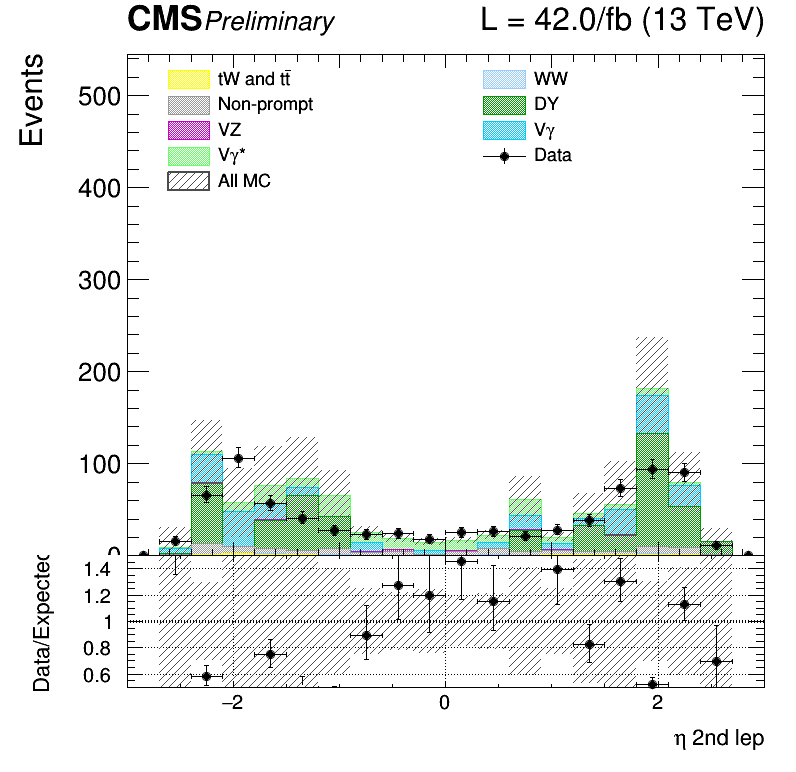 CMS Preliminary L = 42.0/fb (13 TeV)
Events
500
400
300
200
100
0
tW and tt̄
Non-prompt
VZ
Vγ*
All MC
WW
DY
Vγ
Data
Data/Expected
1.4
1.2
1
0.8
0.6
−2 0 2
η 2nd lep